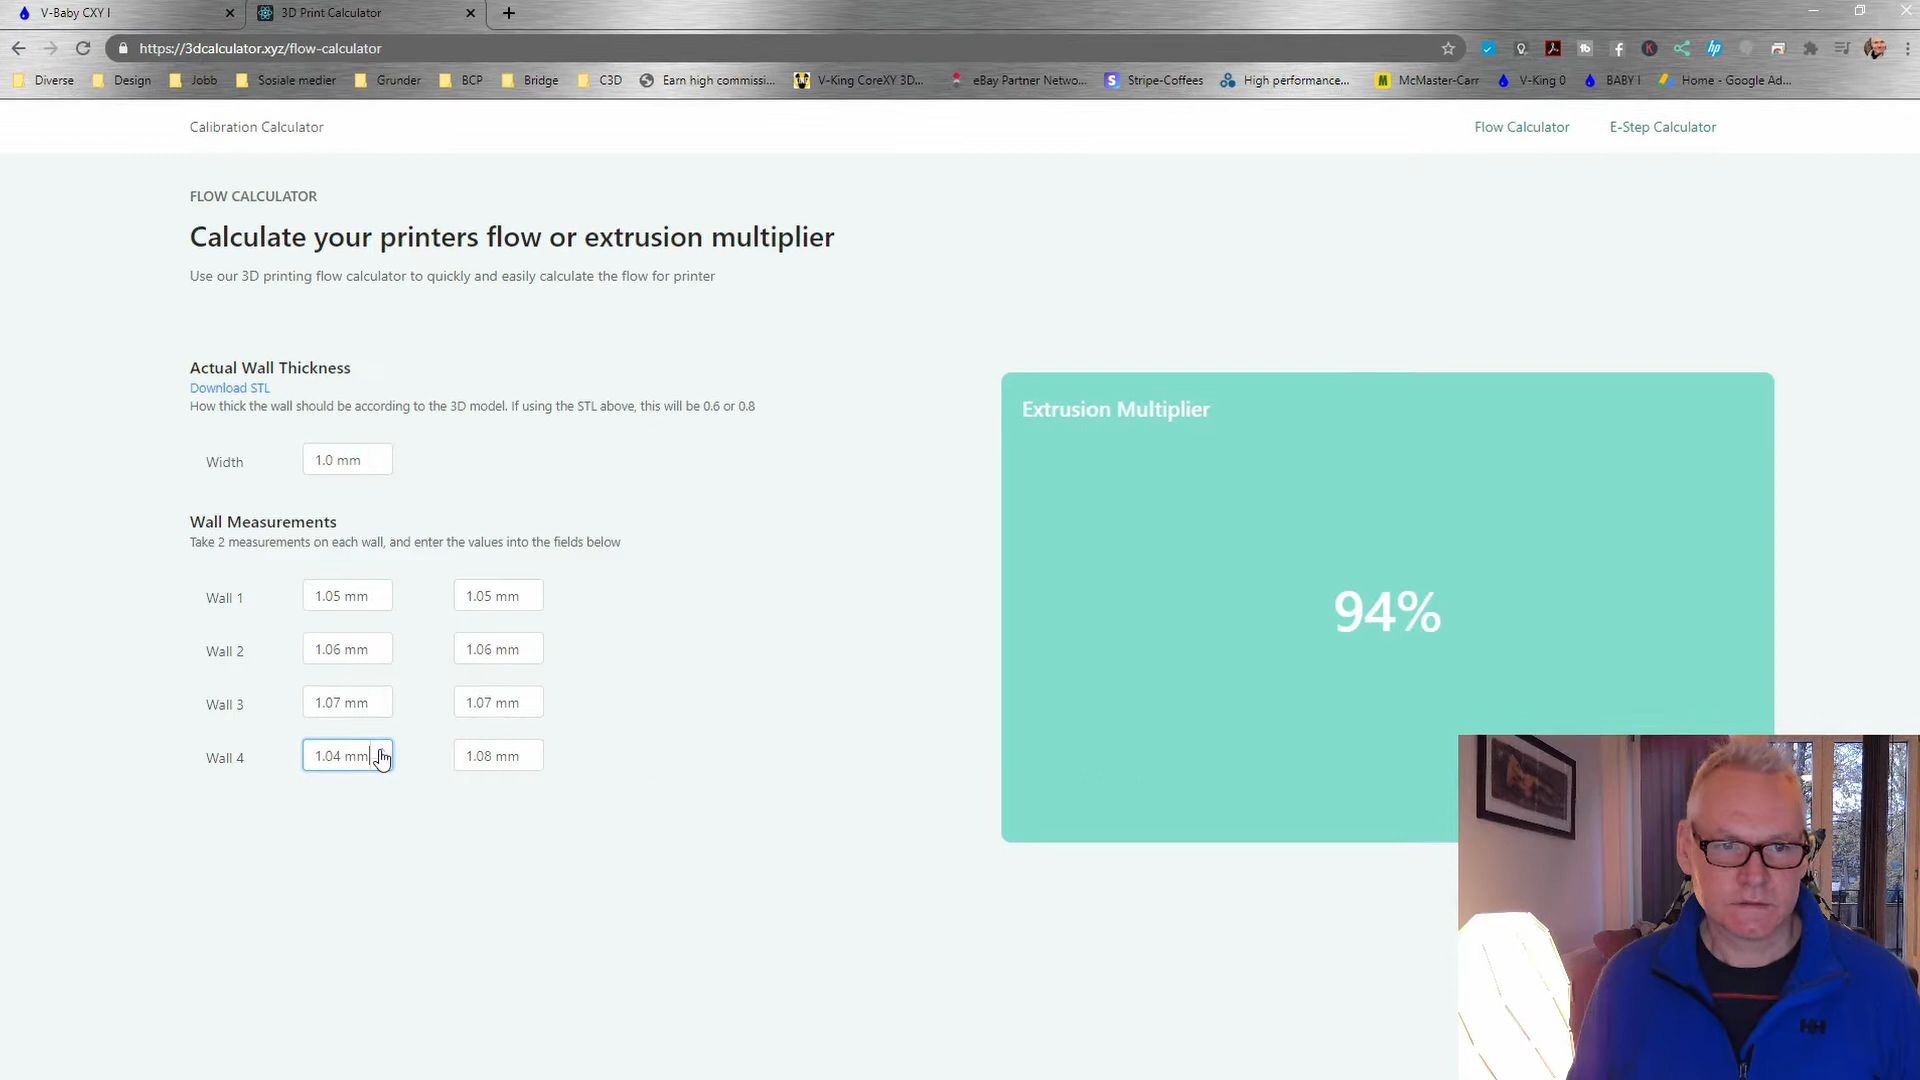 V-Baby CXY I
3D Print Calculator
https://3dcalculator.xyz/flow-calculator
Diverse Design Jobb Sosiale medier Grunder BCP Bridge C3D Earn high commissi... V-King CoreXY 3D... eBay Partner Netwo... Stripe-Coffees High performance... McMaster-Carr V-King 0 BABY I Home - Google Ad...
Calibration Calculator
Flow Calculator
E-Step Calculator
FLOW CALCULATOR
Calculate your printers flow or extrusion multiplier
Use our 3D printing flow calculator to quickly and easily calculate the flow for printer
Actual Wall Thickness
Download STL
How thick the wall should be according to the 3D model. If using the STL above, this will be 0.6 or 0.8
Width 1.0 mm
Wall Measurements
Take 2 measurements on each wall, and enter the values into the fields below
Wall 1 1.05 mm 1.05 mm
Wall 2 1.06 mm 1.06 mm
Wall 3 1.07 mm 1.07 mm
Wall 4 1.04 mm 1.08 mm
Extrusion Multiplier
94%
HH